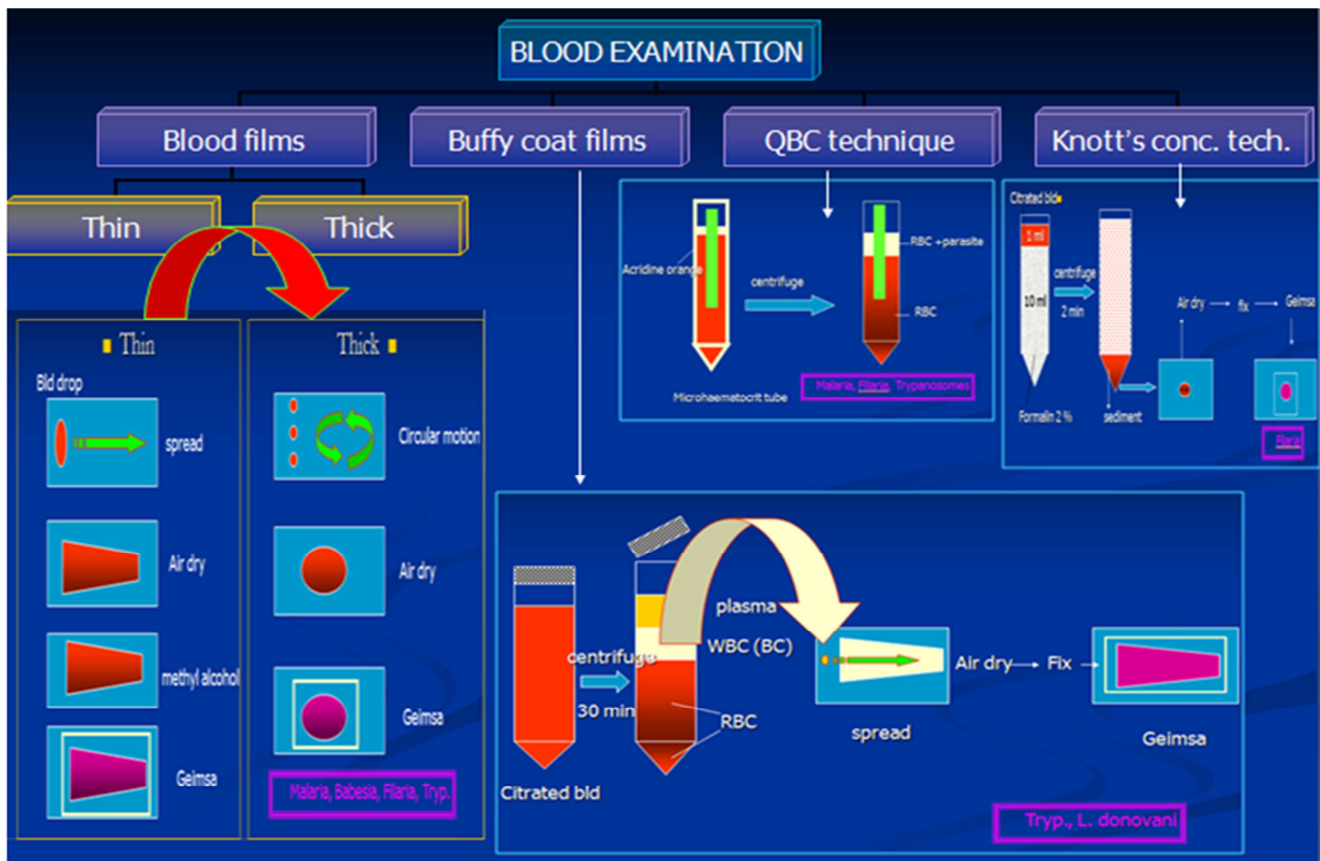 BLOOD EXAMINATION
Blood films
Buffy coat films
QBC technique
Knott's conc. tech.
Thin
Thick
Thin
Bld drop
spread
Air dry
methyl alcohol
Geimsa
Thick
Circular motion
Air dry
Geimsa
Malaria, Babesia, Filaria, Tryp.
Acridine orange
centrifuge
RBC +parasite
RBC
Microhaematocrit tube
Malaria, Filaria, Trypanosomes
Citrated bld
1 ml
10 ml
centrifuge
2 min
Air dry
fix
Geimsa
Formalin 2 %
sediment
Filaria
centrifuge
30 min
Citrated bld
plasma
WBC (BC)
RBC
spread
Air dry
Fix
Geimsa
Tryp., L. donovani